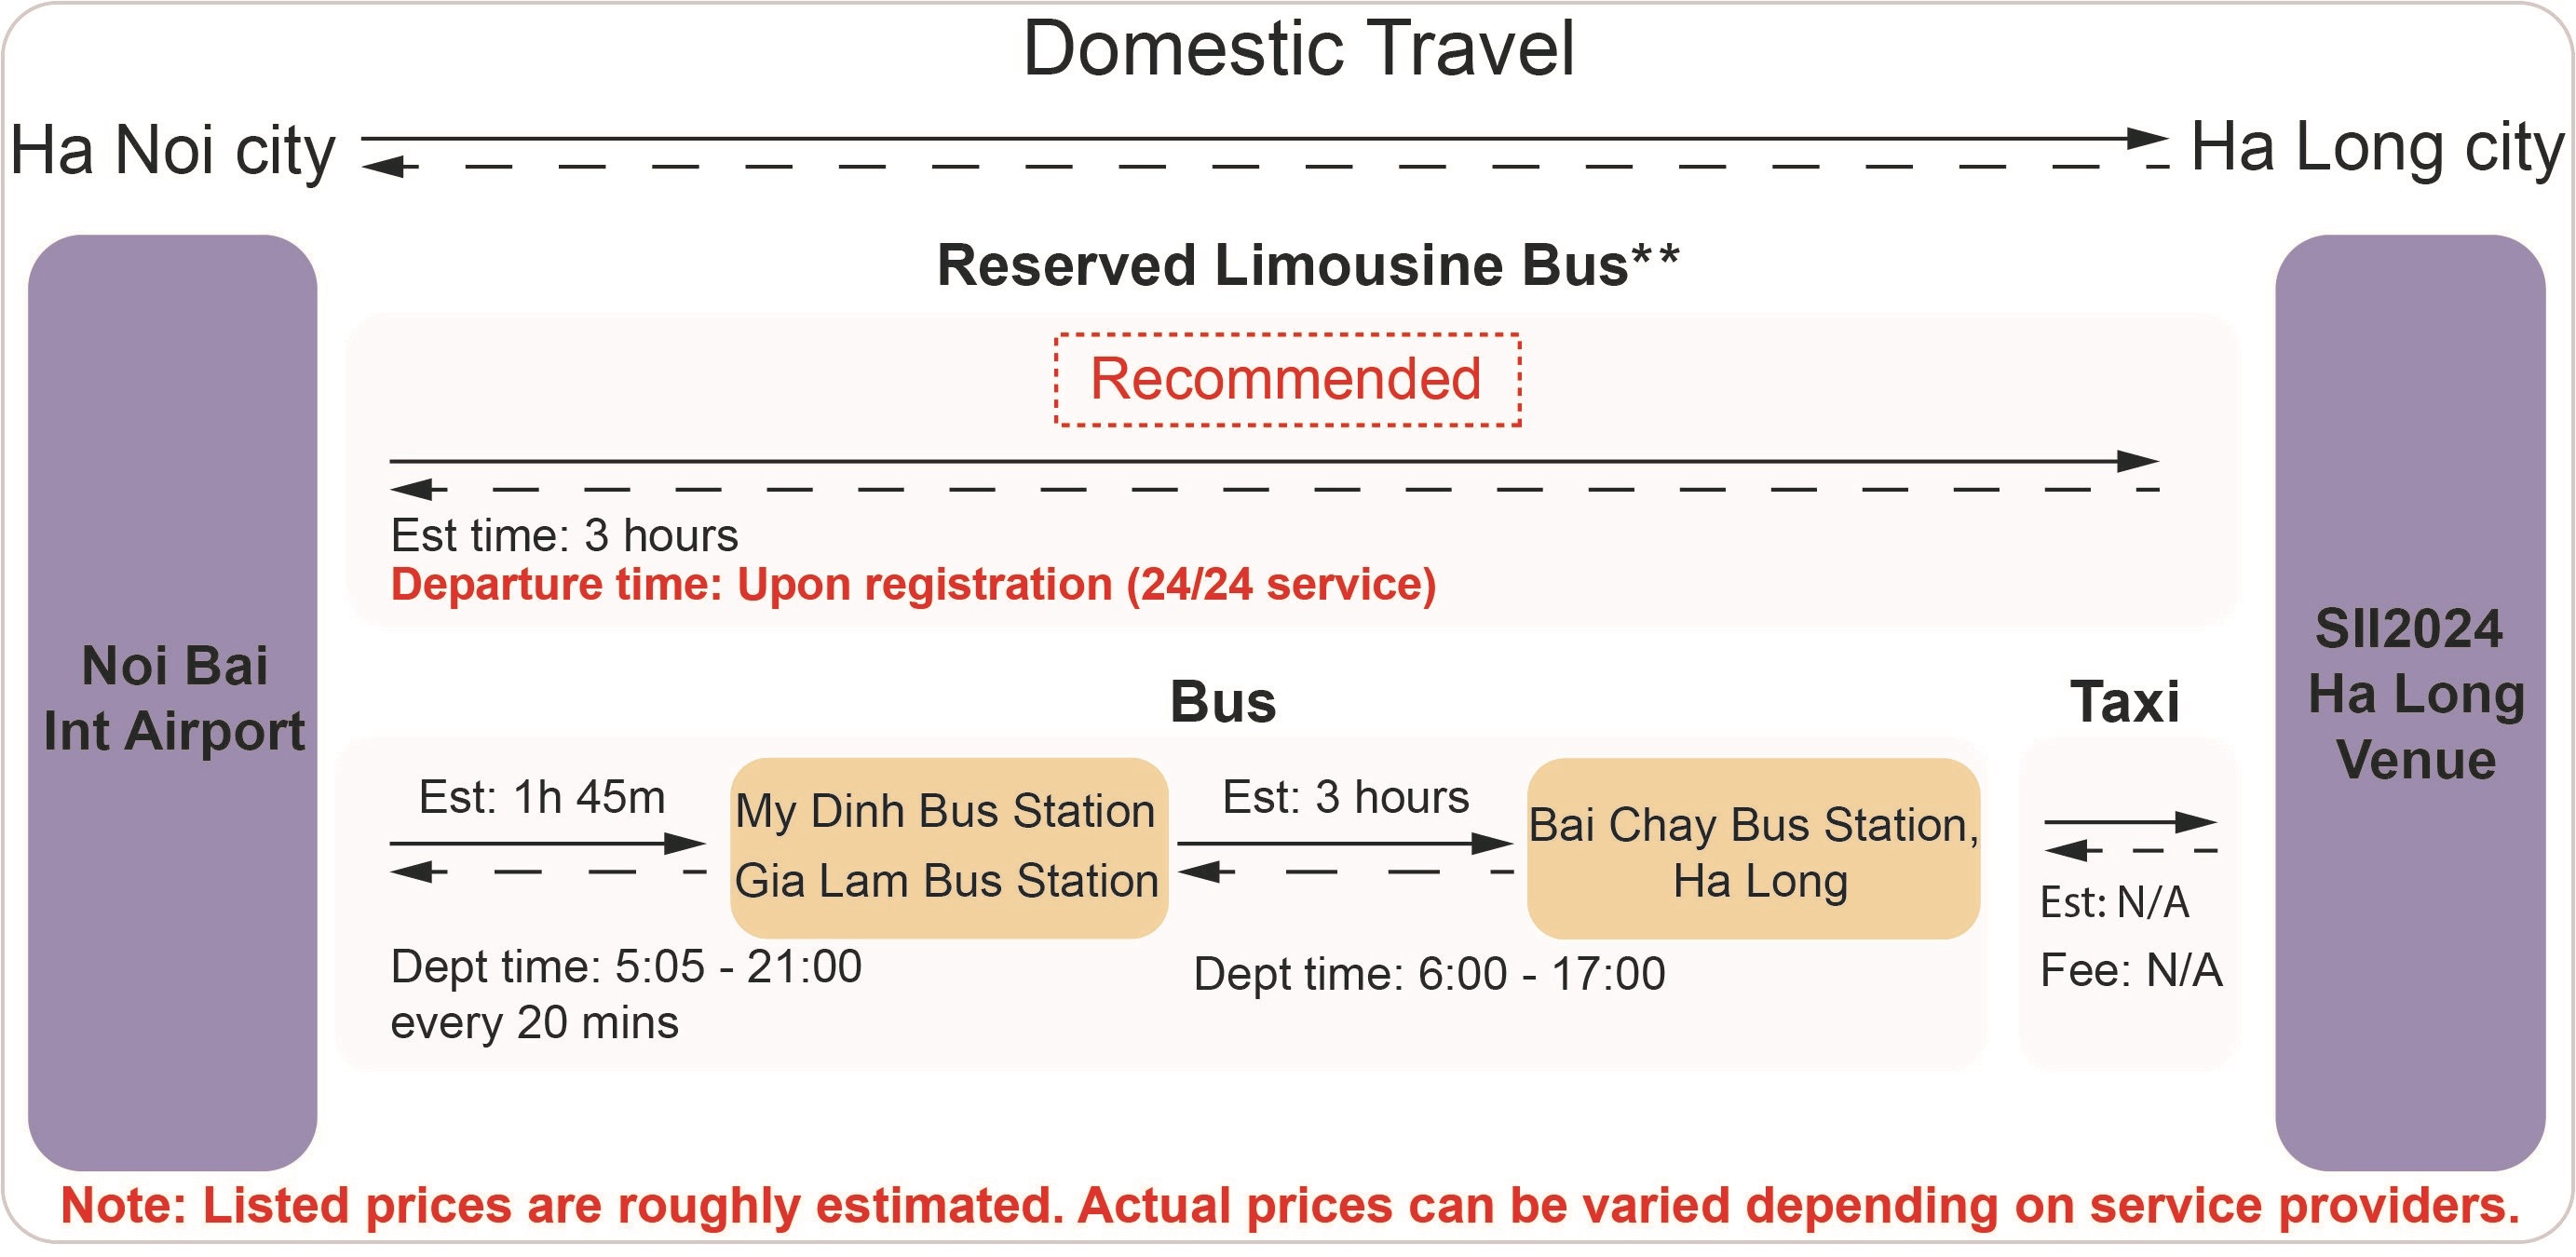 Domestic Travel
Ha Noi city
Ha Long city
Reserved Limousine Bus**
Recommended
Est time: 3 hours
Departure time: Upon registration (24/24 service)
Noi Bai
Int Airport
SII2024
Ha Long
Venue
Bus
Taxi
Est: 1h 45m
My Dinh Bus Station
Gia Lam Bus Station
Est: 3 hours
Bai Chay Bus Station,
Ha Long
Est: N/A
Fee: N/A
Dept time: 5:05 - 21:00
every 20 mins
Dept time: 6:00 - 17:00
Note: Listed prices are roughly estimated. Actual prices can be varied depending on service providers.